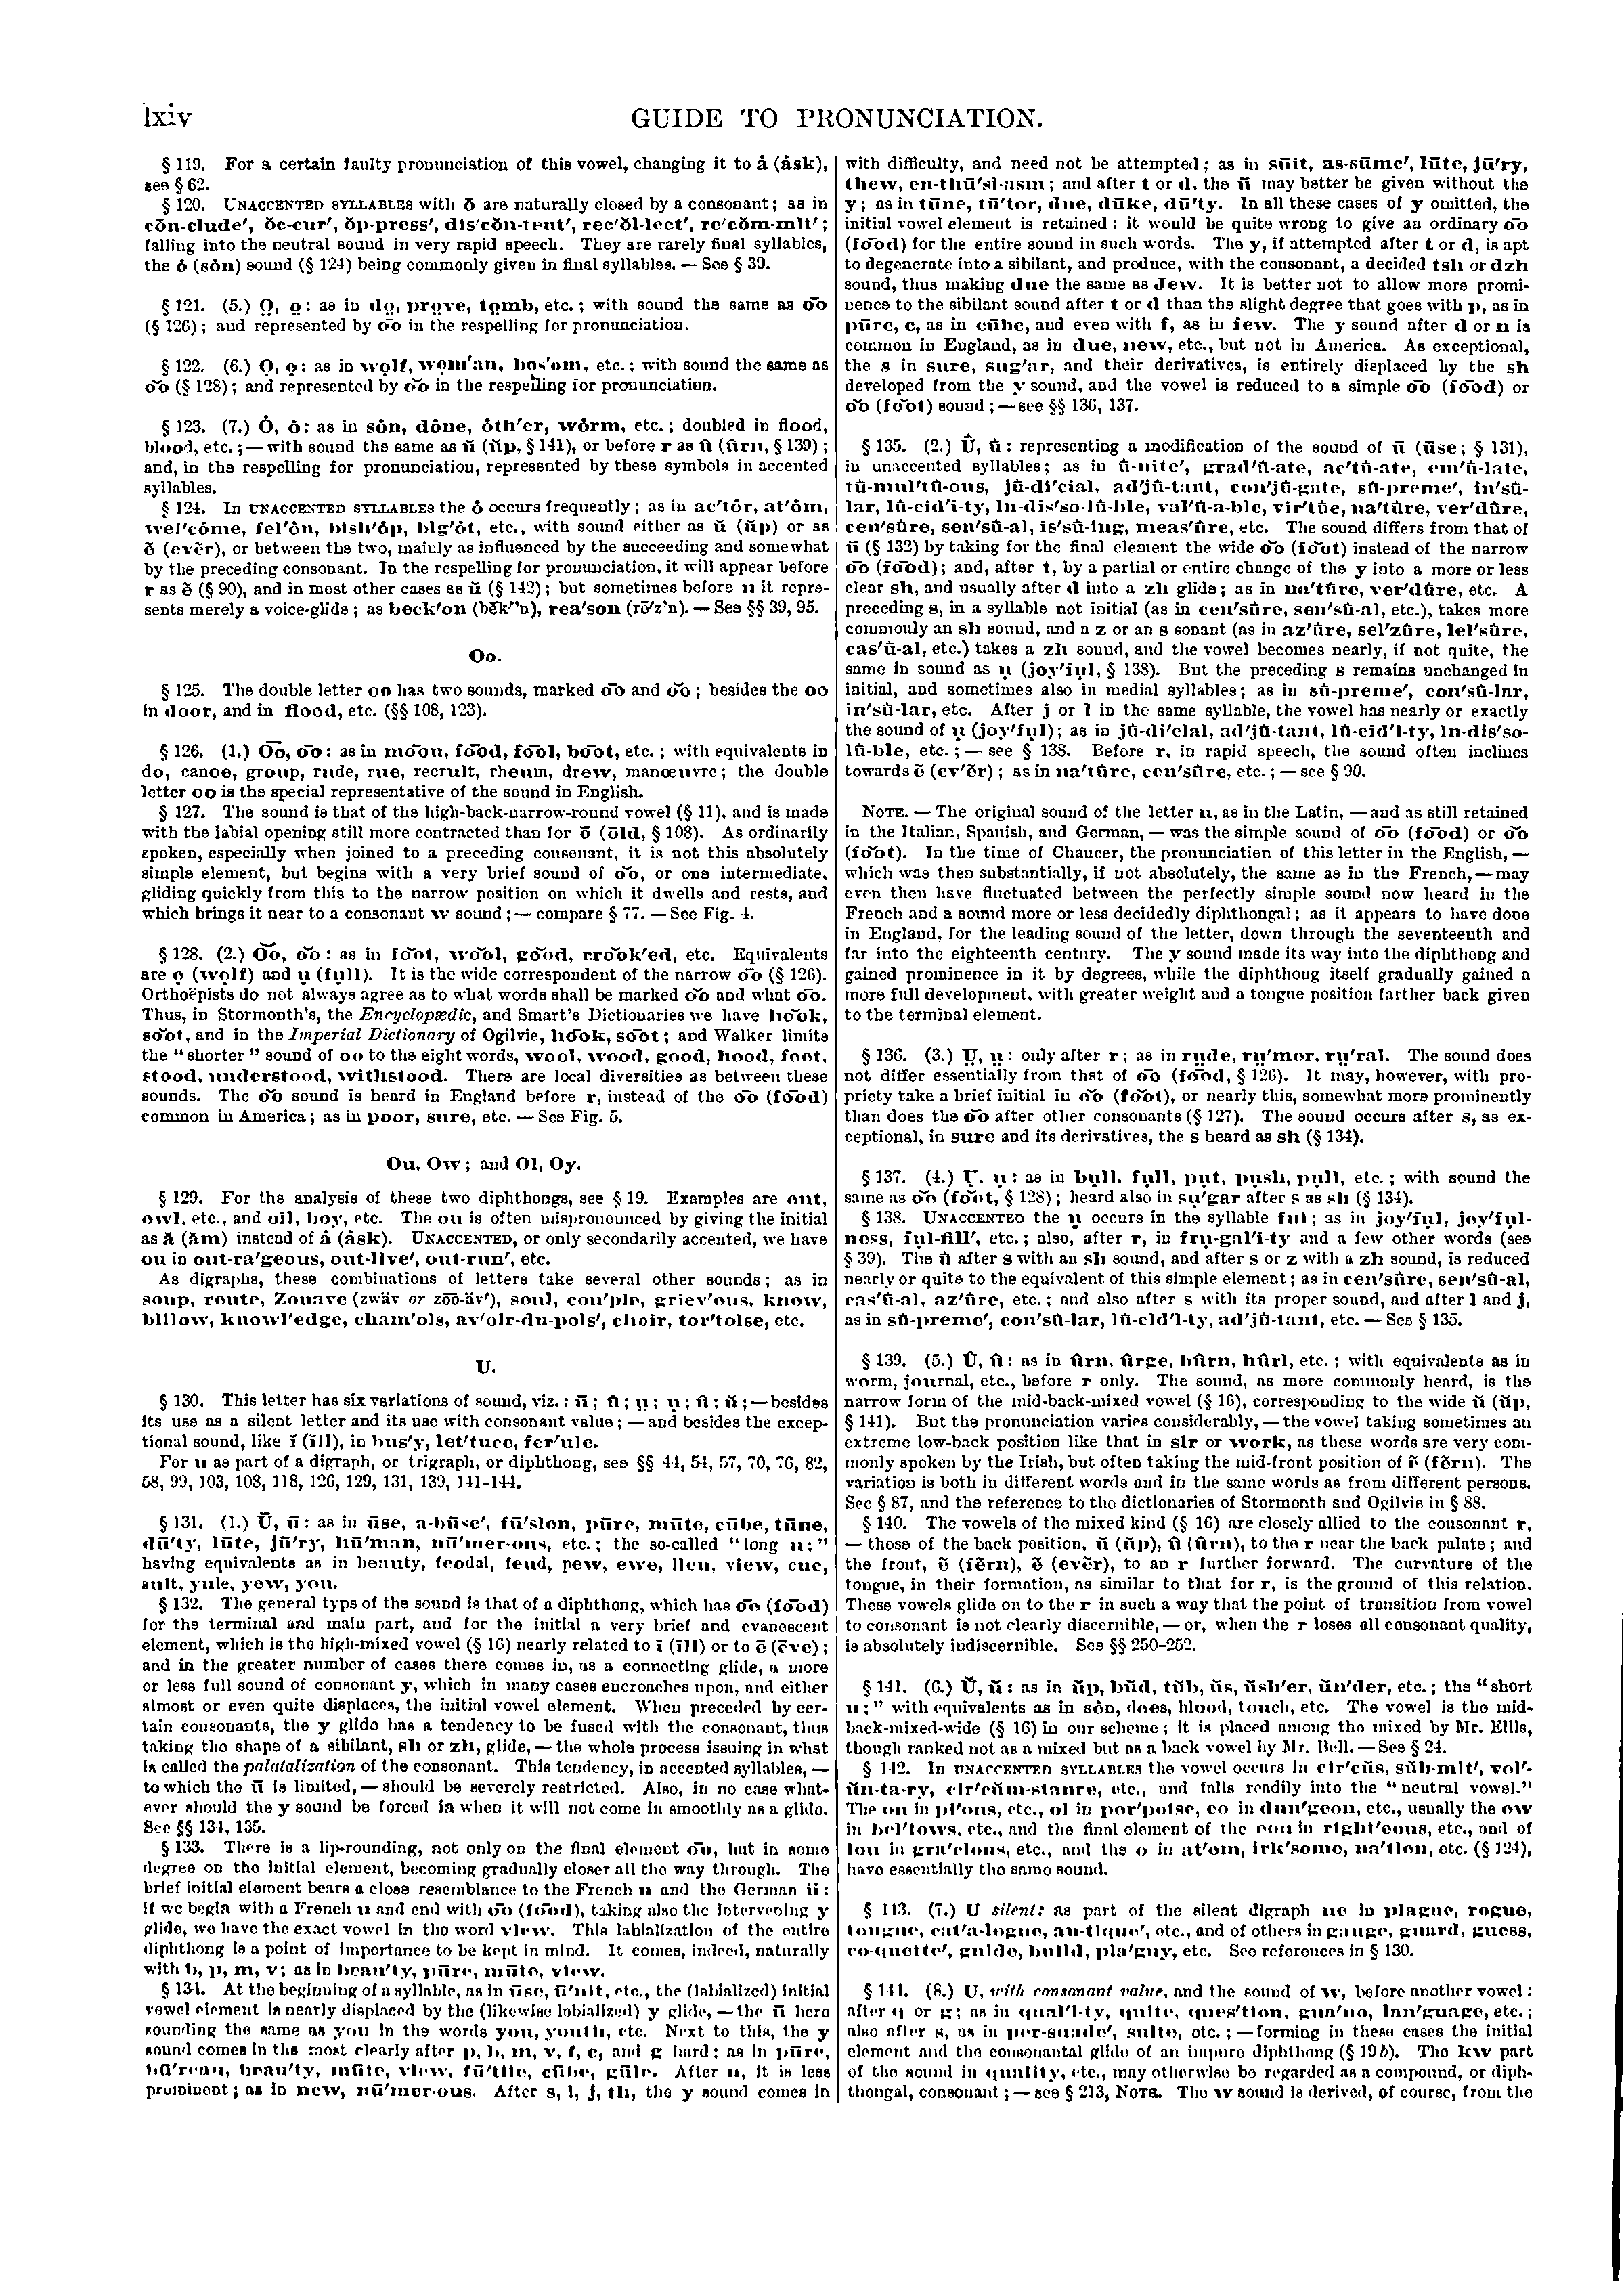 lxiv
GUIDE TO PRONUNCIATION.
§ 119. For a certain faulty pronunciation of this vowel, changing it to ȧ (ȧsk),
see § 62.
§ 120. UNACCENTED SYLLABLES with ŏ are naturally closed by a consonant; as in
cŏn-clude′, ŏc-cur′, ŏp-press′, dis′cŏn-tent′, rec′ŏl-lect′, re′cŏm-mit′;
falling into the neutral sound in very rapid speech. They are rarely final syllables,
the ȯ (sȯn) sound (§ 124) being commonly given in final syllables. — See § 39.
§ 121. (5.) O̤, o̤: as in do̤, pro̤ve, to̤mb, etc.; with sound the same as o͞o
(§ 126); and represented by o͞o in the respelling for pronunciation.
§ 122. (6.) Ọ, ọ: as in wọlf, wọm′an, bọs′om, etc.; with sound the same as
o͝o (§ 128); and represented by o͝o in the respelling for pronunciation.
§ 123. (7.) Ȯ, ȯ: as in sȯn, dȯne, ȯth′er, wȯrm, etc.; doubled in flood,
blood, etc.; — with sound the same as ŭ (ŭp, § 141), or before r as û (ûrn, § 139);
and, in the respelling for pronunciation, represented by these symbols in accented
syllables.
§ 124. In UNACCENTED SYLLABLES the ȯ occurs frequently; as in ac′tȯr, at′ȯm,
wel′cȯme, fel′ȯn, bish′ȯp, big′ȯt, etc., with sound either as ŭ (ŭp) or as
ẽ (evẽr), or between the two, mainly as influenced by the succeeding and somewhat
by the preceding consonant. In the respelling for pronunciation, it will appear before
r as ẽ (§ 90), and in most other cases as ŭ (§ 142); but sometimes before n it repre-
sents merely a voice-glide; as beck′on (bĕk′'n), rea′son (rē′z'n). — See §§ 39, 95.
Oo.
§ 125. The double letter oo has two sounds, marked o͞o and o͝o; besides the oo
in door, and in flood, etc. (§§ 108, 123).
§ 126. (1.) O͞o, o͞o: as in mo͞on, fo͞od, fo͞ol, bo͞ot, etc.; with equivalents in
do, canoe, group, rude, rue, recruit, rheum, drew, manœuvre; the double
letter oo is the special representative of the sound in English.
§ 127. The sound is that of the high-back-narrow-round vowel (§ 11), and is made
with the labial opening still more contracted than for ō (ōld, § 108). As ordinarily
spoken, especially when joined to a preceding consonant, it is not this absolutely
simple element, but begins with a very brief sound of o͝o, or one intermediate,
gliding quickly from this to the narrow position on which it dwells and rests, and
which brings it near to a consonant w sound; — compare § 77. — See Fig. 4.
§ 128. (2.) O͝o, o͝o: as in fo͝ot, wo͝ol, go͝od, cro͝ok′ed, etc. Equivalents
are ọ (wọlf) and ụ (fụll). It is the wide correspondent of the narrow o͞o (§ 126).
Orthoëpists do not always agree as to what words shall be marked o͝o and what o͞o.
Thus, in Stormonth's, the Encyclopædic, and Smart's Dictionaries we have ho͝ok,
so͝ot, and in the Imperial Dictionary of Ogilvie, ho͞ok, so͞ot; and Walker limits
the “shorter” sound of oo to the eight words, wool, wood, good, hood, foot,
stood, understood, withstood. There are local diversities as between these
sounds. The o͝o sound is heard in England before r, instead of the o͞o (fo͞od)
common in America; as in poor, sure, etc. — See Fig. 5.
Ou, Ow; and Oi, Oy.
§ 129. For the analysis of these two diphthongs, see § 19. Examples are out,
owl, etc., and oil, boy, etc. The ou is often mispronounced by giving the initial
as ă (ăm) instead of ȧ (ȧsk). UNACCENTED, or only secondarily accented, we have
ou in out-ra′geous, out-live′, out-run′, etc.
As digraphs, these combinations of letters take several other sounds; as in
soup, route, Zouave (zwäv or zo͞o-äv′), soul, cou′plr, griev′ous, know,
billow, knowl′edge, cham′ois, av′oir-du-pois′, choir, tor′toise, etc.
U.
§ 130. This letter has six variations of sound, viz.: ū; û; ṳ; ụ; û; ŭ; — besides
its use as a silent letter and its use with consonant value; — and besides the excep-
tional sound, like ĭ (ĭll), in bus′y, let′tuce, fer′ule.
For u as part of a digraph, or trigraph, or diphthong, see §§ 44, 54, 57, 70, 76, 82,
58, 99, 103, 108, 118, 126, 129, 131, 139, 141-144.
§ 131. (1.) Ū, ū: as in ūse, a-būse′, fū′sion, pūre, mūte, cūbe, tūne,
dū′ty, lūte, jū′ry, hū′man, nū′mer-ous, etc.; the so-called “long u;”
having equivalents as in beauty, feodal, feud, pew, ewe, lieu, view, cue,
suit, yule, yew, you.
§ 132. The general type of the sound is that of a diphthong, which has o͞o (fo͞od)
for the terminal and main part, and for the initial a very brief and evanescent
element, which is the high-mixed vowel (§ 16) nearly related to ĭ (ĭll) or to ē (ēve);
and in the greater number of cases there comes in, as a connecting glide, a more
or less full sound of consonant y, which in many cases encroaches upon, and either
almost or even quite displaces, the initial vowel element. When preceded by cer-
tain consonants, the y glide has a tendency to be fused with the consonant, thus
taking the shape of a sibilant, sh or zh, glide, — the whole process issuing in what
is called the palatalization of the consonant. This tendency, in accented syllables, —
to which the ū is limited, — should be severely restricted. Also, in no case what-
ever should the y sound be forced in when it will not come in smoothly as a glide.
See §§ 134, 135.
§ 133. There is a lip-rounding, not only on the final element o͞o, but in some
degree on the initial element, becoming gradually closer all the way through. The
brief initial element bears a close resemblance to the French u and the German ü:
If we begin with a French u and end with o͞o (fo͞od), taking also the intervening y
glide, we have the exact vowel in the word view. This labialization of the entire
diphthong is a point of importance to be kept in mind. It comes, indeed, naturally
with b, p, m, v; as in beau′ty, pūre, mūte, view.
§ 134. At the beginning of a syllable, as in ūse, ū′nit, etc., the (labialized) initial
vowel element is nearly displaced by the (likewise labialized) y glide, — the ū here
sounding the same as you in the words you, youth, etc. Next to this, the y
sound comes in the most clearly after p, b, m, v, f, c, and g hard; as in pūre,
bū′reau, beau′ty, mūte, view, fū′tile, cūbe, gūle. After n, it is less
prominent; as in new, nū′mer-ous. After s, l, j, th, the y sound comes in
with difficulty, and need not be attempted; as in sūit, as-sūme′, lūte, jū′ry,
thew, en-thū′si-asm; and after t or d, the ū may better be given without the
y; as in tūne, tū′tor, due, dūke, dū′ty. In all these cases of y omitted, the
initial vowel element is retained: it would be quite wrong to give an ordinary o͞o
(fo͞od) for the entire sound in such words. The y, if attempted after t or d, is apt
to degenerate into a sibilant, and produce, with the consonant, a decided tsh or dzh
sound, thus making due the same as Jew. It is better not to allow more promi-
nence to the sibilant sound after t or d than the slight degree that goes with p, as in
pūre, c, as in cūbe, and even with f, as in few. The y sound after d or n is
common in England, as in due, new, etc., but not in America. As exceptional,
the s in sure, sug′ar, and their derivatives, is entirely displaced by the sh
developed from the y sound, and the vowel is reduced to a simple o͞o (fo͞od) or
o͝o (fo͝ot) sound; — see §§ 136, 137.
§ 135. (2.) Û, û: representing a modification of the sound of ū (ūse; § 131),
in unaccented syllables; as in û-nite′, grad′û-ate, ac′tû-ate, em′û-late,
tû-mul′tû-ous, jû-di′cial, ad′jû-tant, con′jû-gate, sû-preme′, in′sû-
lar, lû-cid′i-ty, in-dis′so-lû-ble, val′û-a-ble, vir′tûe, na′tûre, ver′dûre,
cen′sûre, sen′sû-al, is′sû-ing, meas′ûre, etc. The sound differs from that of
ū (§ 132) by taking for the final element the wide o͝o (fo͝ot) instead of the narrow
o͞o (fo͞od); and, after t, by a partial or entire change of the y into a more or less
clear sh, and usually after d into a zh glide; as in na′tûre, ver′dûre, etc. A
preceding s, in a syllable not initial (as in cen′sûre, sen′sû-al, etc.), takes more
commonly an sh sound, and a z or an s sonant (as in az′ûre, sei′zûre, lei′sûre,
cas′û-al, etc.) takes a zh sound, and the vowel becomes nearly, if not quite, the
same in sound as ụ (joy′fụl, § 138). But the preceding s remains unchanged in
initial, and sometimes also in medial syllables; as in sû-preme′, con′sû-lar,
in′sû-lar, etc. After j or l in the same syllable, the vowel has nearly or exactly
the sound of ụ (joy′fụl); as in jû-di′cial, ad′jû-tant, lû-cid′i-ty, in-dis′so-
lû-ble, etc.; — see § 138. Before r, in rapid speech, the sound often inclines
towards ẽ (ev′ẽr); as in na′tûre, cen′sûre, etc.; — see § 90.
NOTE. — The original sound of the letter u, as in the Latin, — and as still retained
in the Italian, Spanish, and German, — was the simple sound of o͞o (fo͞od) or o͝o
(fo͝ot). In the time of Chaucer, the pronunciation of this letter in the English, —
which was then substantially, if not absolutely, the same as in the French, — may
even then have fluctuated between the perfectly simple sound now heard in the
French and a sound more or less decidedly diphthongal; as it appears to have done
in England, for the leading sound of the letter, down through the seventeenth and
far into the eighteenth century. The y sound made its way into the diphthong and
gained prominence in it by degrees, while the diphthong itself gradually gained a
more full development, with greater weight and a tongue position farther back given
to the terminal element.
§ 136. (3.) Ṳ, ṳ: only after r; as in rṳde, rṳ′mor, rṳ′ral. The sound does
not differ essentially from that of o͞o (fo͞od, § 126). It may, however, with pro-
priety take a brief initial in o͝o (fo͝ot), or nearly this, somewhat more prominently
than does the o͞o after other consonants (§ 127). The sound occurs after s, as ex-
ceptional, in sure and its derivatives, the s heard as sh (§ 134).
§ 137. (4.) Ụ, ụ: as in bụll, fụll, pụt, pụsh, pụll, etc.; with sound the
same as o͝o (fo͝ot, § 128); heard also in sụ′gar after s as sh (§ 134).
§ 138. UNACCENTED the ụ occurs in the syllable ful; as in joy′fụl, joy′fụl-
ness, fụl-fill′, etc.; also, after r, in frụ-gal′i-ty and a few other words (see
§ 39). The û after s with an sh sound, and after s or z with a zh sound, is reduced
nearly or quite to the equivalent of this simple element; as in cen′sûre, sen′sû-al,
cas′û-al, az′ûre, etc.; and also after s with its proper sound, and after l and j,
as in sû-preme′, con′sû-lar, lû-cid′i-ty, ad′jû-tant, etc. — See § 135.
§ 139. (5.) Û, û: as in ûrn, ûrge, bûrn, hûrl, etc.; with equivalents as in
worm, journal, etc., before r only. The sound, as more commonly heard, is the
narrow form of the mid-back-mixed vowel (§ 16), corresponding to the wide ŭ (ŭp,
§ 141). But the pronunciation varies considerably, — the vowel taking sometimes an
extreme low-back position like that in sir or work, as these words are very com-
monly spoken by the Irish, but often taking the mid-front position of ẽ (fẽrn). The
variation is both in different words and in the same words as from different persons.
See § 87, and the reference to the dictionaries of Stormonth and Ogilvie in § 88.
§ 140. The vowels of the mixed kind (§ 16) are closely allied to the consonant r,
— those of the back position, ŭ (ŭp), û (ûrn), to the r near the back palate; and
the front, ẽ (fẽrn), ẽ (evẽr), to an r further forward. The curvature of the
tongue, in their formation, as similar to that for r, is the ground of this relation.
These vowels glide on to the r in such a way that the point of transition from vowel
to consonant is not clearly discernible, — or, when the r loses all consonant quality,
is absolutely indiscernible. See §§ 250-252.
§ 141. (6.) Ŭ, ŭ: as in ŭp, bŭd, tŭb, ŭs, ŭsh′er, ŭn′der, etc.; the “short
u;” with equivalents as in sȯn, does, blood, touch, etc. The vowel is the mid-
back-mixed-wide (§ 16) in our scheme; it is placed among the mixed by Mr. Ellis,
though ranked not as a mixed but as a back vowel by Mr. Bell. — See § 24.
§ 142. In UNACCENTED SYLLABLES the vowel occurs in cir′cŭs, sŭb-mit′, vol′-
ŭn-ta-ry, cir′cŭm-stance, etc., and falls readily into the “neutral vowel.”
The ou in pi′ous, etc., oi in por′poise, eo in dun′geon, etc., usually the ow
in bel′lows, etc., and the final element of the eou in right′eous, etc., and of
iou in gra′cious, etc., and the o in at′om, irk′some, na′tion, etc. (§ 124),
have essentially the same sound.
§ 143. (7.) U silent: as part of the silent digraph ue in plague, rogue,
tongue, cat′a-logue, an-tique′, etc., and of others in gauge, guard, guess,
co-quette′, guide, build, pla′guy, etc. See references in § 130.
§ 144. (8.) U, with consonant value, and the sound of w, before another vowel:
after q or g; as in qual′i-ty, quite, ques′tion, gua′no, lan′guage, etc.;
also after s, as in per-suade′, suite, etc.; — forming in these cases the initial
element and the consonantal glide of an impure diphthong (§ 19b). The kw part
of the sound in quality, etc., may otherwise be regarded as a compound, or diph-
thongal, consonant; — see § 213, NOTE. The w sound is derived, of course, from the